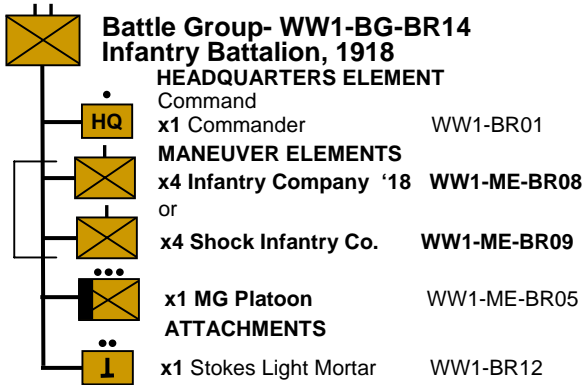 Battle Group- WW1-BG-BR14
Infantry Battalion, 1918
HEADQUARTERS ELEMENT
Command
HQ x1 Commander WW1-BR01
MANEUVER ELEMENTS
x4 Infantry Company ‘18 WW1-ME-BR08
or
x4 Shock Infantry Co. WW1-ME-BR09
x1 MG Platoon WW1-ME-BR05
ATTACHMENTS
x1 Stokes Light Mortar WW1-BR12